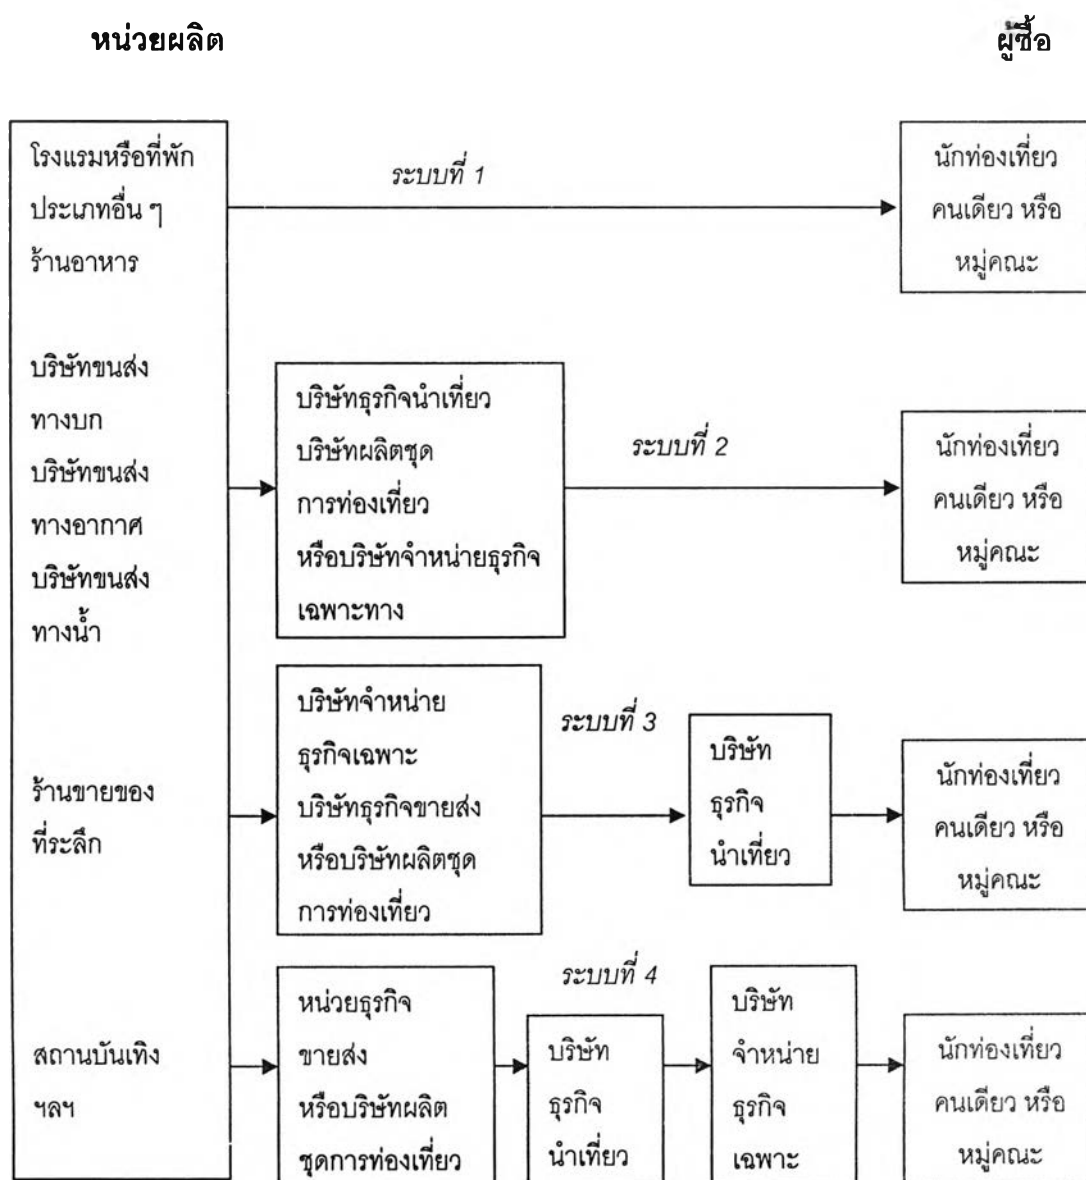 หน่วยผลิต
ผู้ซื้อ
โรงแรมหรือที่พัก
ประเภทอื่น ๆ
ร้านอาหาร
บริษัทขนส่ง
ทางบก
บริษัทขนส่ง
ทางอากาศ
บริษัทขนส่ง
ทางน้ำ
ร้านขายของ
ที่ระลึก
สถานบันเทิง
ฯลฯ
ระบบที่ 1
นักท่องเที่ยว
คนเดียว หรือ
หมู่คณะ
บริษัทธุรกิจนำเที่ยว
บริษัทผลิตชุด
การท่องเที่ยว
หรือบริษัทจำหน่ายธุรกิจ
เฉพาะทาง
ระบบที่ 2
นักท่องเที่ยว
คนเดียว หรือ
หมู่คณะ
บริษัทจำหน่าย
ธุรกิจเฉพาะ
บริษัทธุรกิจขายส่ง
หรือบริษัทผลิตชุด
การท่องเที่ยว
ระบบที่ 3
บริษัท
ธุรกิจ
นำเที่ยว
นักท่องเที่ยว
คนเดียว หรือ
หมู่คณะ
หน่วยธุรกิจ
ขายส่ง
หรือบริษัทผลิต
ชุดการท่องเที่ยว
ระบบที่ 4
บริษัท
ธุรกิจ
นำเที่ยว
บริษัท
จำหน่าย
ธุรกิจ
เฉพาะ
นักท่องเที่ยว
คนเดียว หรือ
หมู่คณะ